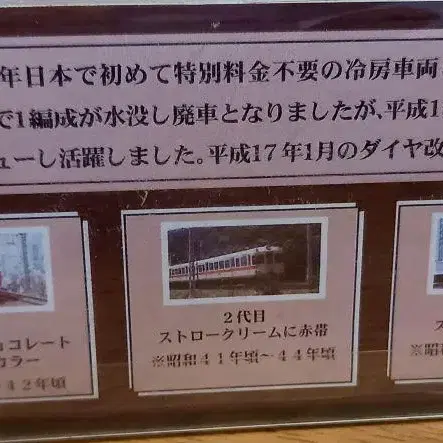 年日本で初めて特別料金不要の冷房車両
で1編成が水没し廃車となりましたが、平成1
ューし活躍しました。平成17年1月のダイヤ改
コレート
カラー
42年頃
2代目
ストロークリームに赤帯
※昭和41年頃~44年頃
ス
※昭